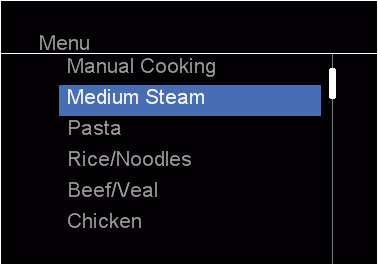 Menu
Manual Cooking
Medium Steam
Pasta
Rice/Noodles
Beef/Veal
Chicken